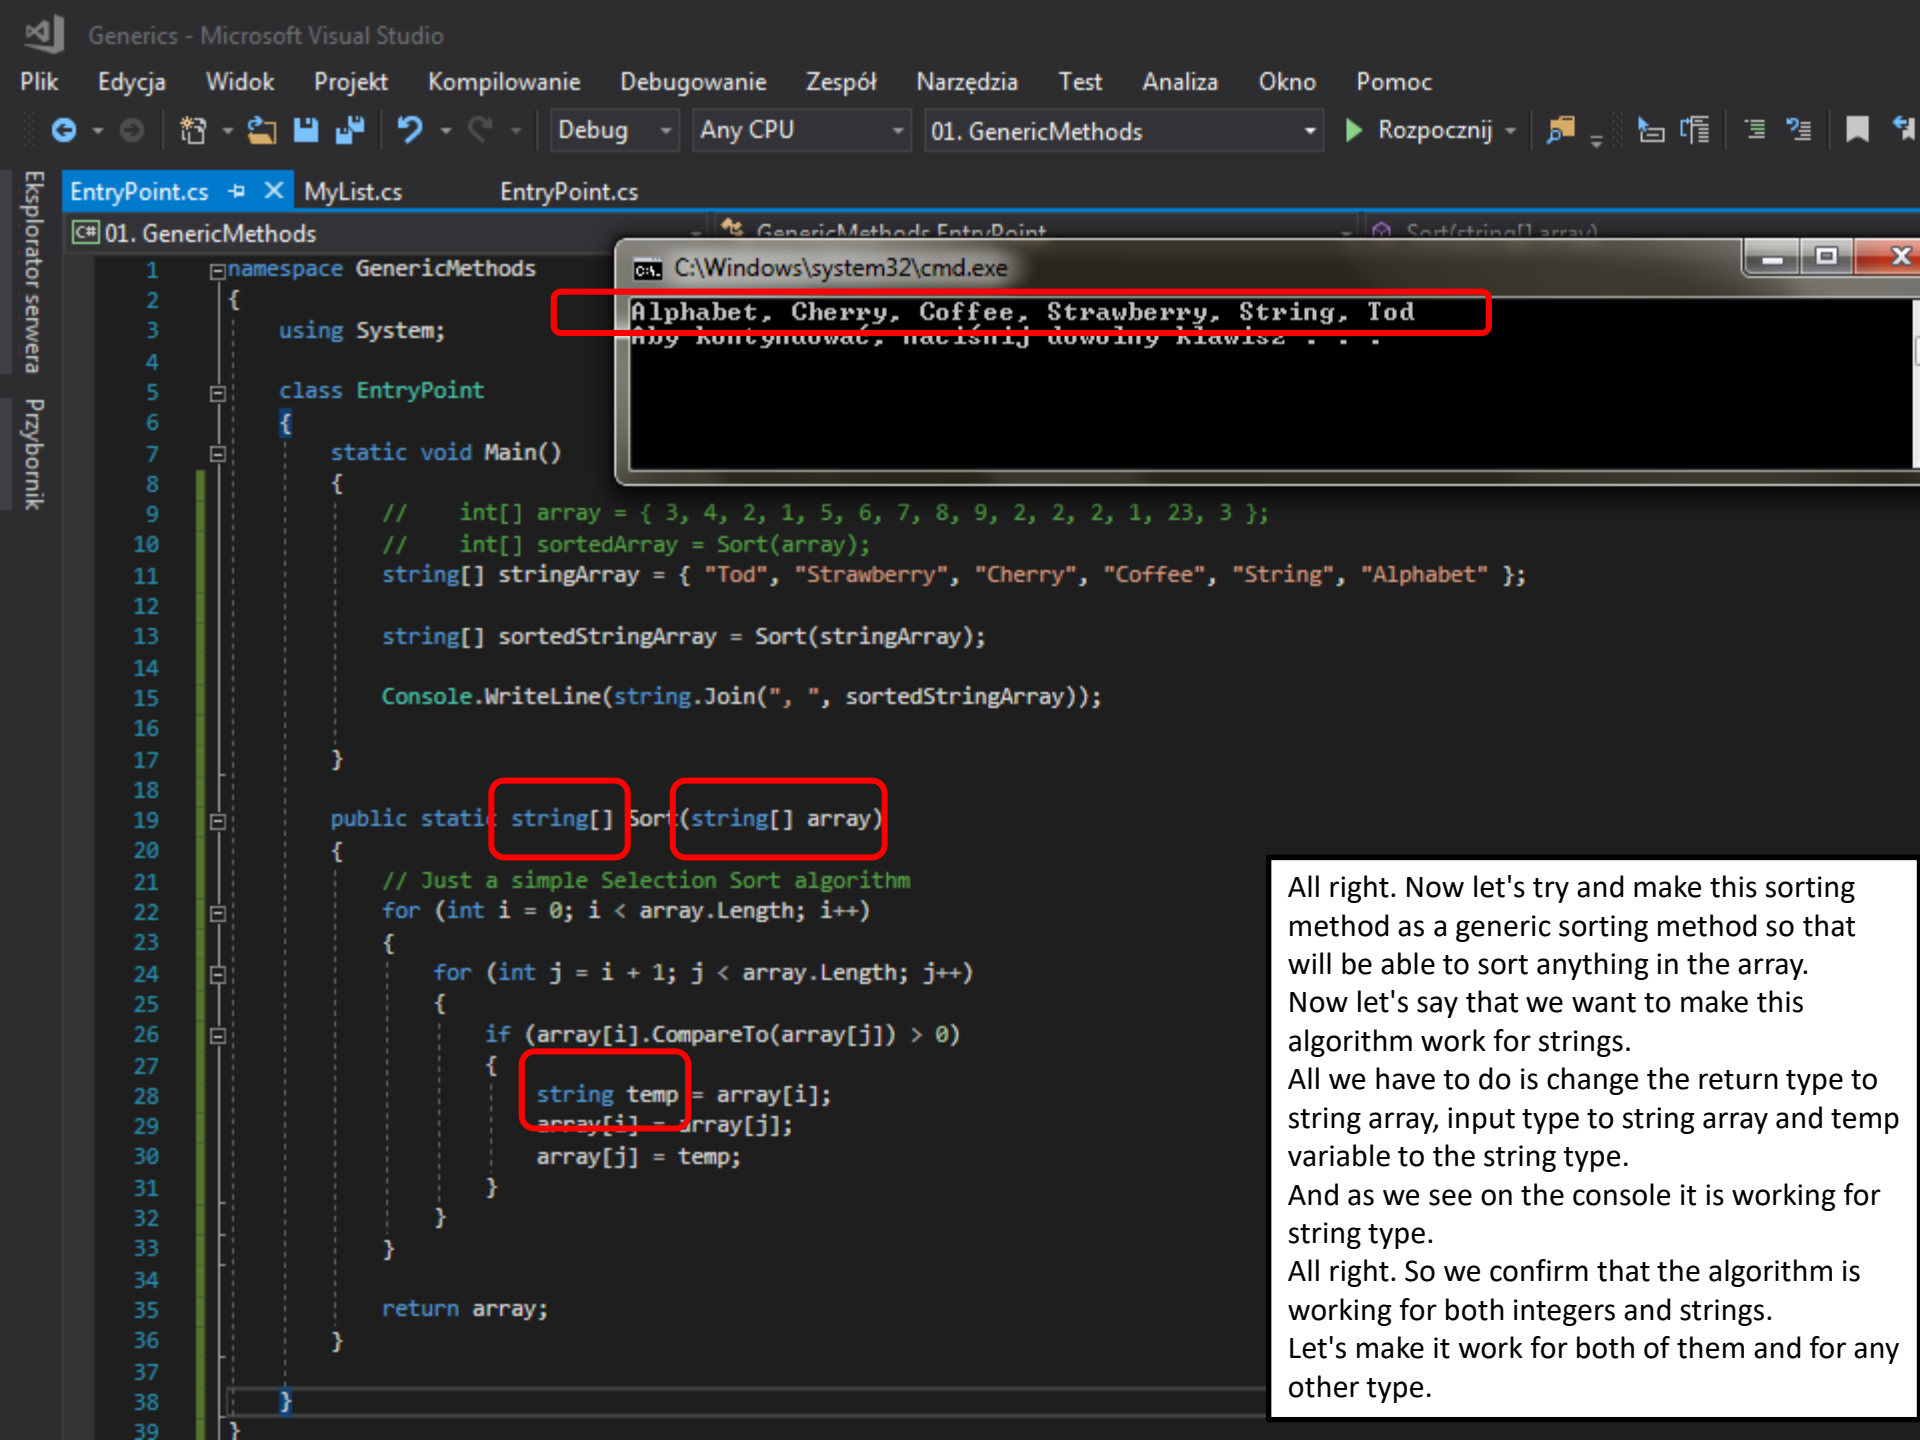 Generics - Microsoft Visual Studio
Plik Edycja Widok Projekt Kompilowanie Debugowanie Zespół Narzędzia Test Analiza Okno Pomoc
Debug Any CPU 01. GenericMethods Rozpocznij
Eksplorator serwera
Przybornik
EntryPoint.cs MyList.cs EntryPoint.cs
C# 01. GenericMethods GenericMethods EntryPoint Sort(string[] array)
C:\Windows\system32\cmd.exe
Alphabet, Cherry, Coffee, Strawberry, String, Tod
Aby kontynuować, naciśnij dowolny klawisz . . .
1 namespace GenericMethods
2 {
3 using System;
4
5 class EntryPoint
6 {
7 static void Main()
8 {
9 // int[] array = { 3, 4, 2, 1, 5, 6, 7, 8, 9, 2, 2, 2, 1, 23, 3 };
10 // int[] sortedArray = Sort(array);
11 string[] stringArray = { "Tod", "Strawberry", "Cherry", "Coffee", "String", "Alphabet" };
12
13 string[] sortedStringArray = Sort(stringArray);
14
15 Console.WriteLine(string.Join(", ", sortedStringArray));
16
17 }
18
19 public static string[] Sort(string[] array)
20 {
21 // Just a simple Selection Sort algorithm
22 for (int i = 0; i < array.Length; i++)
23 {
24 for (int j = i + 1; j < array.Length; j++)
25 {
26 if (array[i].CompareTo(array[j]) > 0)
27 {
28 string temp = array[i];
29 array[i] = array[j];
30 array[j] = temp;
31 }
32 }
33 }
34
35 return array;
36 }
37
38 }
39 }
All right. Now let's try and make this sorting
method as a generic sorting method so that
will be able to sort anything in the array.
Now let's say that we want to make this
algorithm work for strings.
All we have to do is change the return type to
string array, input type to string array and temp
variable to the string type.
And as we see on the console it is working for
string type.
All right. So we confirm that the algorithm is
working for both integers and strings.
Let's make it work for both of them and for any
other type.